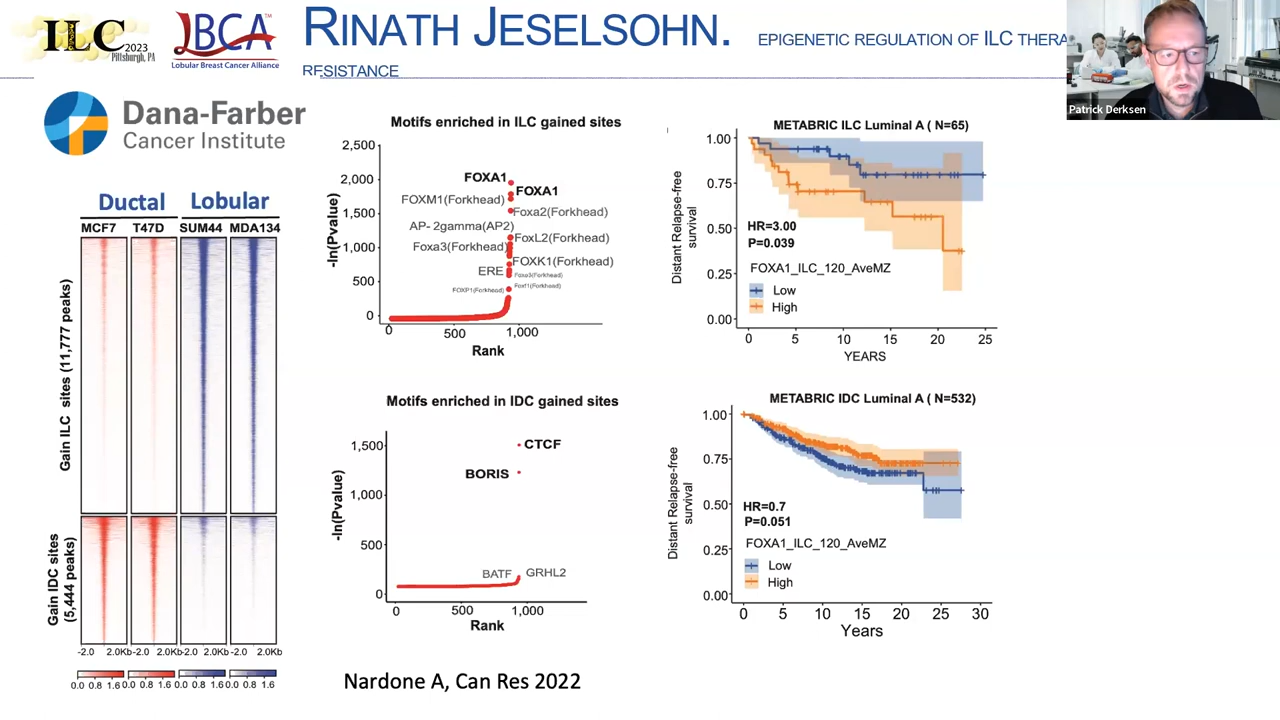 ILC 2023
Pittsburgh, PA
LBCA
Lobular Breast Cancer Alliance
RINATH JESELSOHN. EPIGENETIC REGULATION OF ILC THERA
RESISTANCE
Patrick Derksen
Dana-Farber
Cancer Institute
Ductal Lobular
MCF7 T47D SUM44 MDA134
Gain ILC sites (11,777 peaks)
Gain IDC sites
(5,444 peaks)
-2.0 2.0Kb -2.0 2.0Kb -2.0 2.0Kb -2.0 2.0Kb
0.0 0.8 1.6 0.0 0.8 1.6 0.0 0.8 1.6 0.0 0.8 1.6
Motifs enriched in ILC gained sites
-ln(Pvalue)
2,500
2,000
1,500
1,000
500
0
FOXA1
FOXA1
FOXM1(Forkhead)
Foxa2(Forkhead)
AP- 2gamma(AP2)
FoxL2(Forkhead)
Foxa3(Forkhead)
FOXK1(Forkhead)
ERE
Foxo3(Forkhead)
Foxf1(Forkhead)
FOXP1(Forkhead)
0 500 1,000
Rank
Motifs enriched in IDC gained sites
-ln(Pvalue)
1,500
1,000
500
0
CTCF
BORIS
BATF GRHL2
0 500 1,000
Rank
METABRIC ILC Luminal A ( N=65)
Distant Relapse-free
survival
1.00
0.75
0.50
0.25
0.00
HR=3.00
P=0.039
FOXA1_ILC_120_AveMZ
Low
High
0 5 10 15 20 25
YEARS
METABRIC IDC Luminal A ( N=532)
Distant Relapse-free
survival
1.00
0.75
0.50
0.25
0.00
HR=0.7
P=0.051
FOXA1_ILC_120_AveMZ
Low
High
0 5 10 15 20 25 30
Years
Nardone A, Can Res 2022